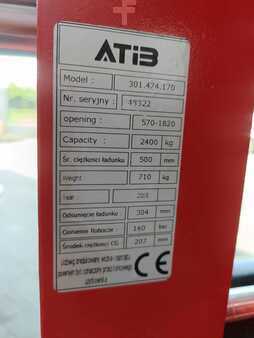 ATIB
Model : 301.474.170
Nr. seryjny : 49322
opening : 570-1820
Capacity : 2400 kg
Śr. ciężkości ładunku 500 mm
Weight 710 kg
Year
Odsunięcie ładunku : 304 mm
Ciśnienie Robocze : 160 bar
Środek ciężkości CG 207 mm
CE